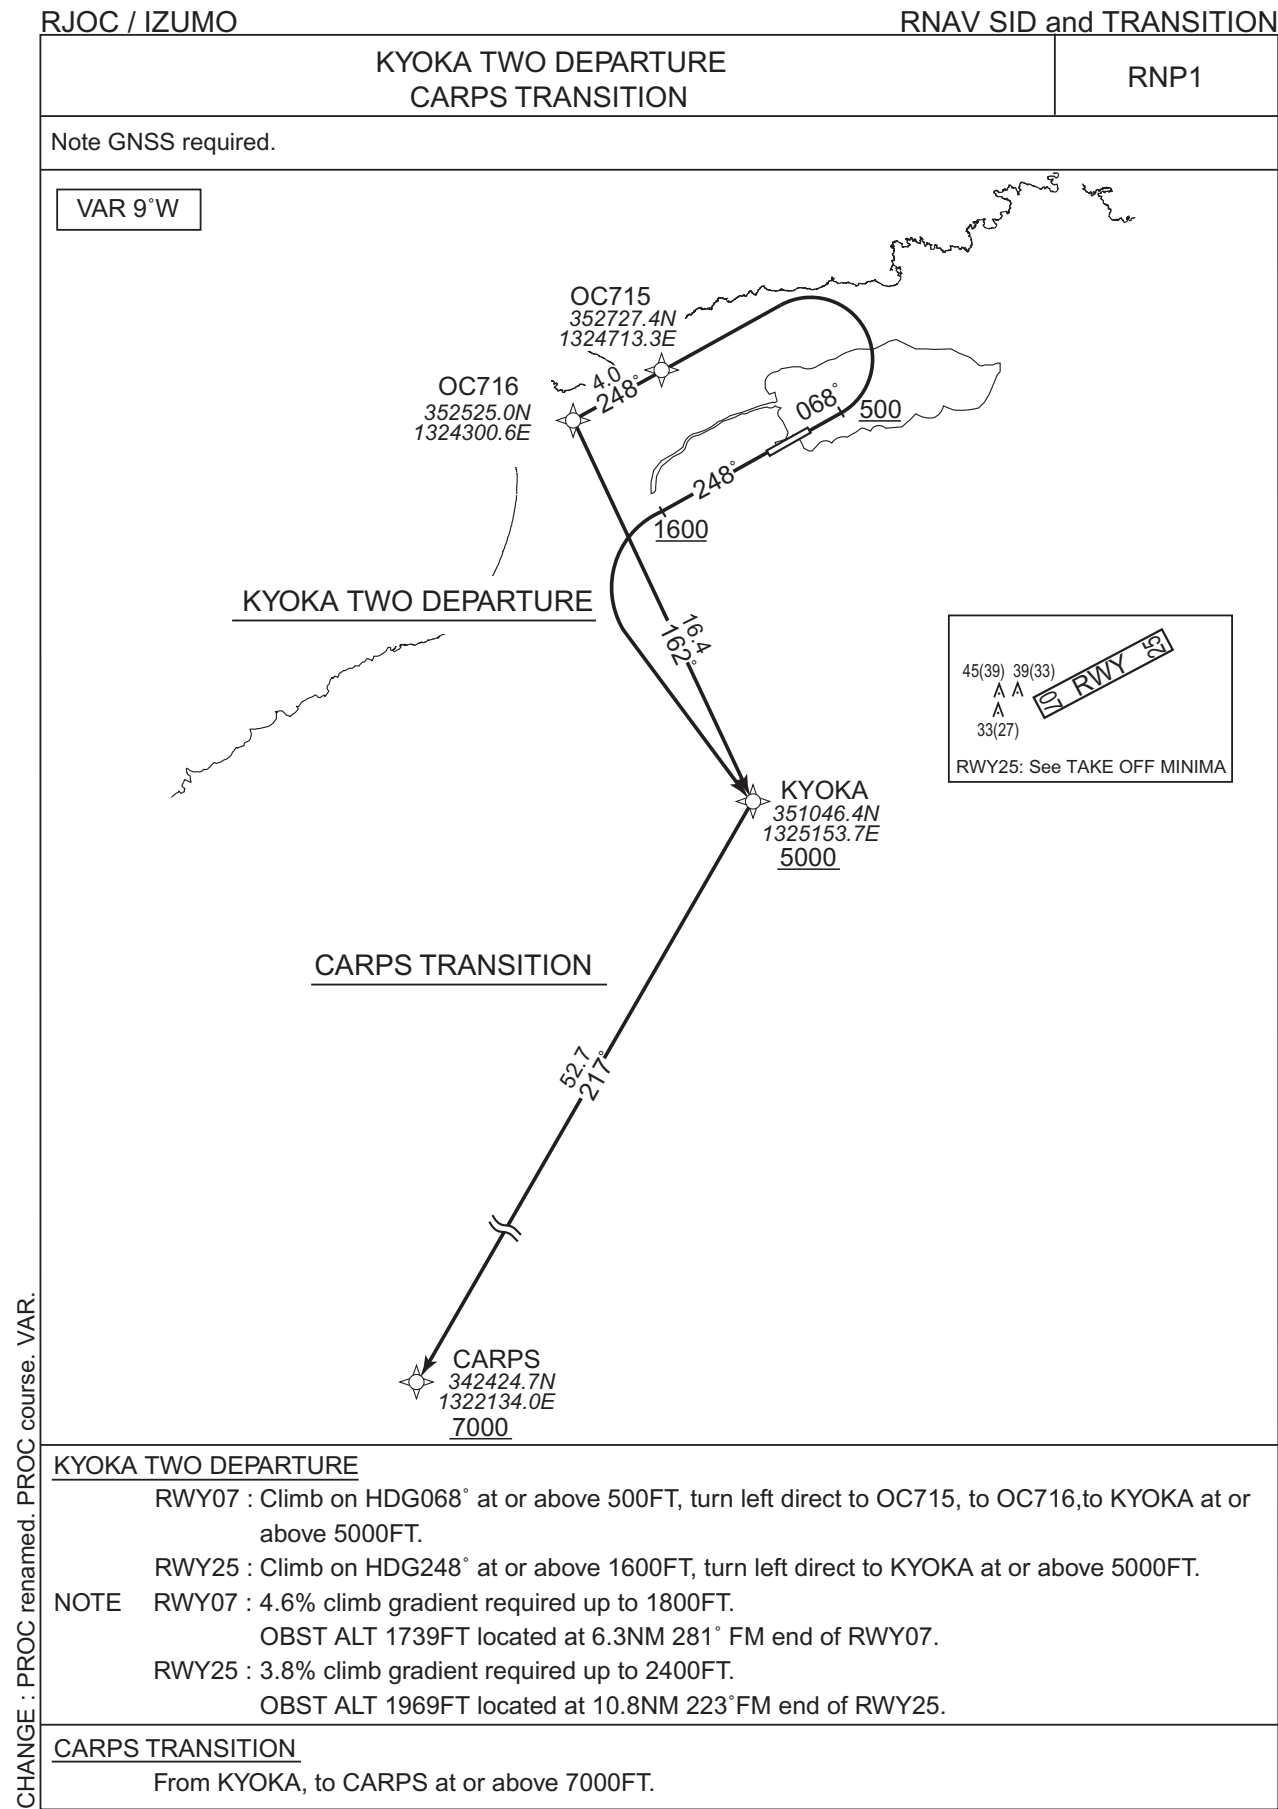 RJOC / IZUMO
RNAV SID and TRANSITION
KYOKA TWO DEPARTURE
CARPS TRANSITION
RNP1
Note GNSS required.
VAR 9˚W
OC715
352727.4N
1324713.3E
4.0
248˚
OC716
352525.0N
1324300.6E
068˚
500
248˚
1600
KYOKA TWO DEPARTURE
16.4
162˚
45(39)
39(33)
33(27)
07 RWY 25
RWY25: See TAKE OFF MINIMA
KYOKA
351046.4N
1325153.7E
5000
CARPS TRANSITION
52.7
217˚
CARPS
342424.7N
1322134.0E
7000
KYOKA TWO DEPARTURE
RWY07 : Climb on HDG068˚ at or above 500FT, turn left direct to OC715, to OC716,to KYOKA at or
above 5000FT.
RWY25 : Climb on HDG248˚ at or above 1600FT, turn left direct to KYOKA at or above 5000FT.
NOTE RWY07 : 4.6% climb gradient required up to 1800FT.
OBST ALT 1739FT located at 6.3NM 281˚ FM end of RWY07.
RWY25 : 3.8% climb gradient required up to 2400FT.
OBST ALT 1969FT located at 10.8NM 223˚FM end of RWY25.
CARPS TRANSITION
From KYOKA, to CARPS at or above 7000FT.
CHANGE : PROC renamed. PROC course. VAR.